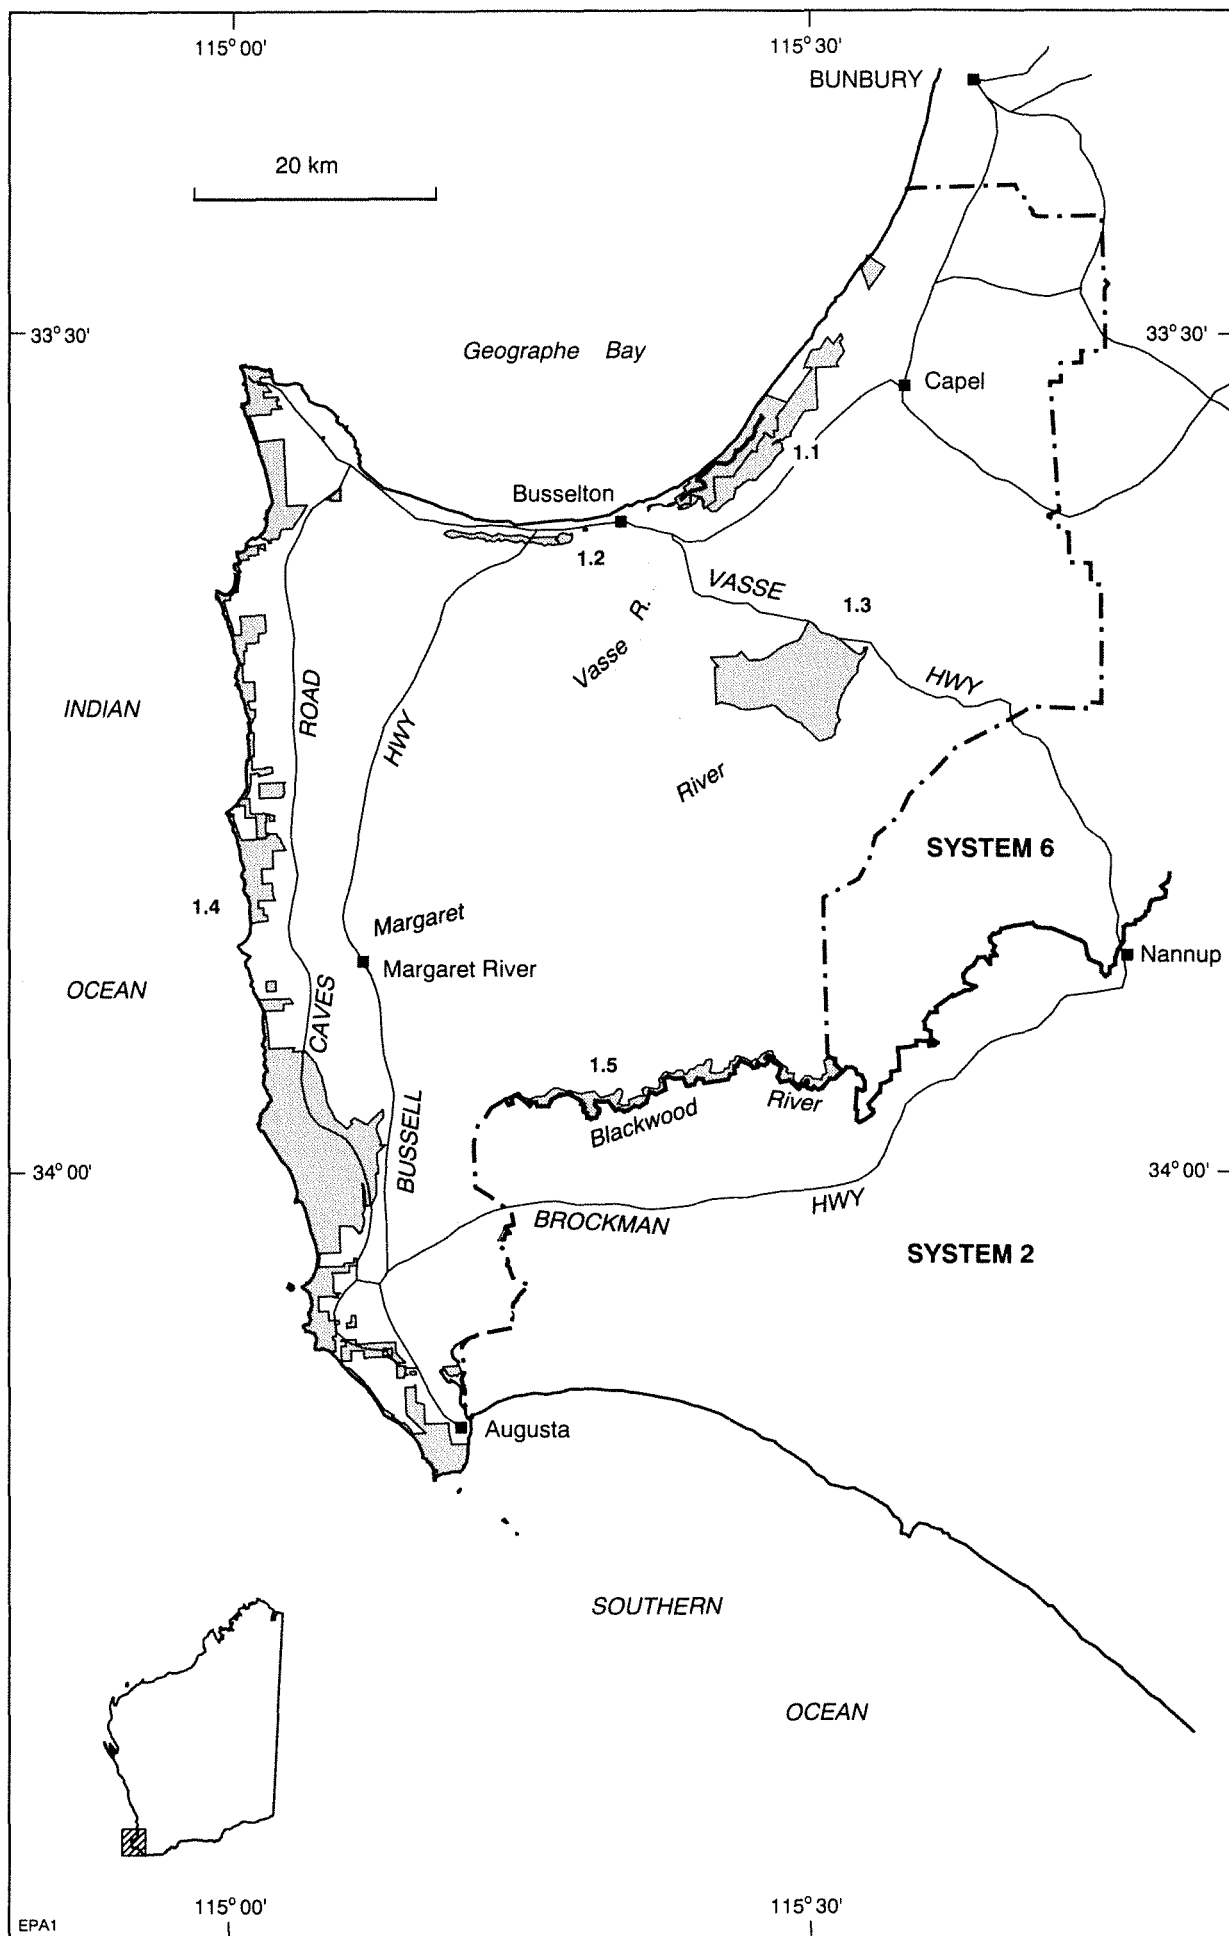 115° 00'
115° 30'
BUNBURY
20 km
33° 30'
33° 30'
Geographe Bay
Capel
1.1
Busselton
1.2
VASSE
1.3
Vasse R.
HWY
INDIAN
ROAD
HWY
River
SYSTEM 6
1.4
Margaret
Margaret River
Nannup
OCEAN
CAVES
1.5
River
Blackwood
BUSSELL
34° 00'
34° 00'
HWY
BROCKMAN
SYSTEM 2
Augusta
SOUTHERN
OCEAN
115° 00'
115° 30'
EPA1